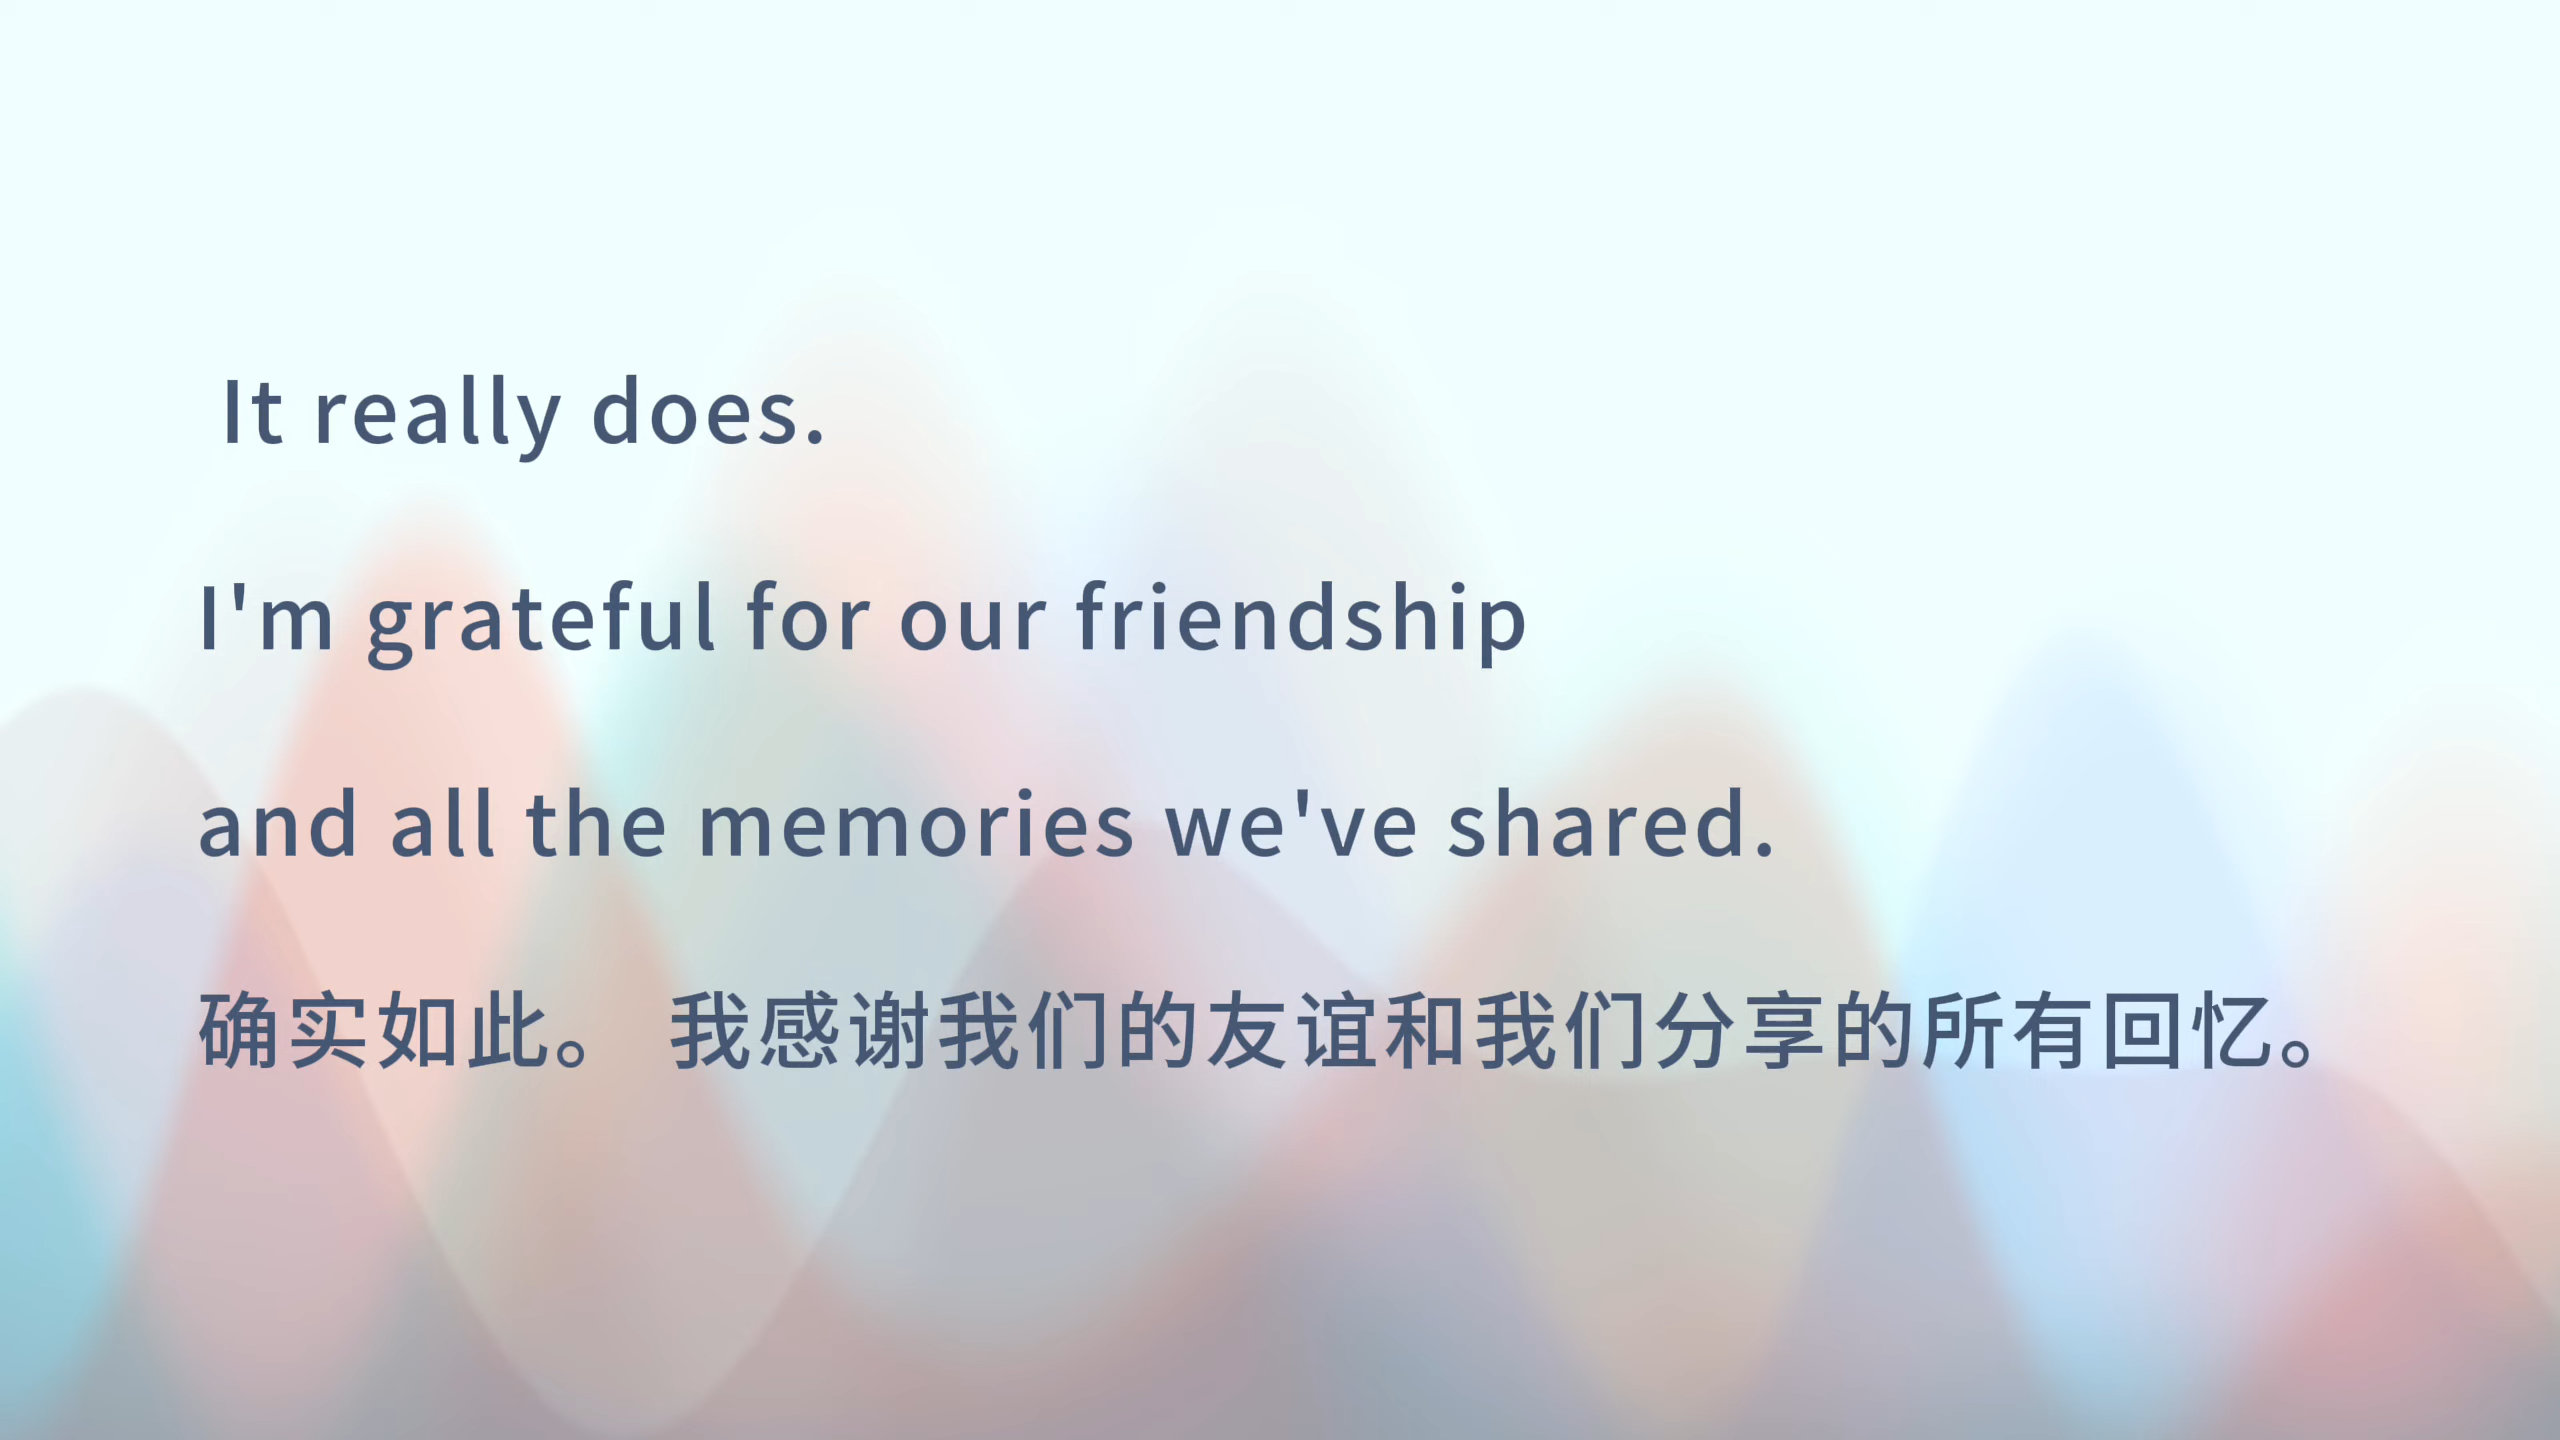 It really does.
I'm grateful for our friendship
and all the memories we've shared.
确实如此。 我感谢我们的友谊和我们分享的所有回忆。